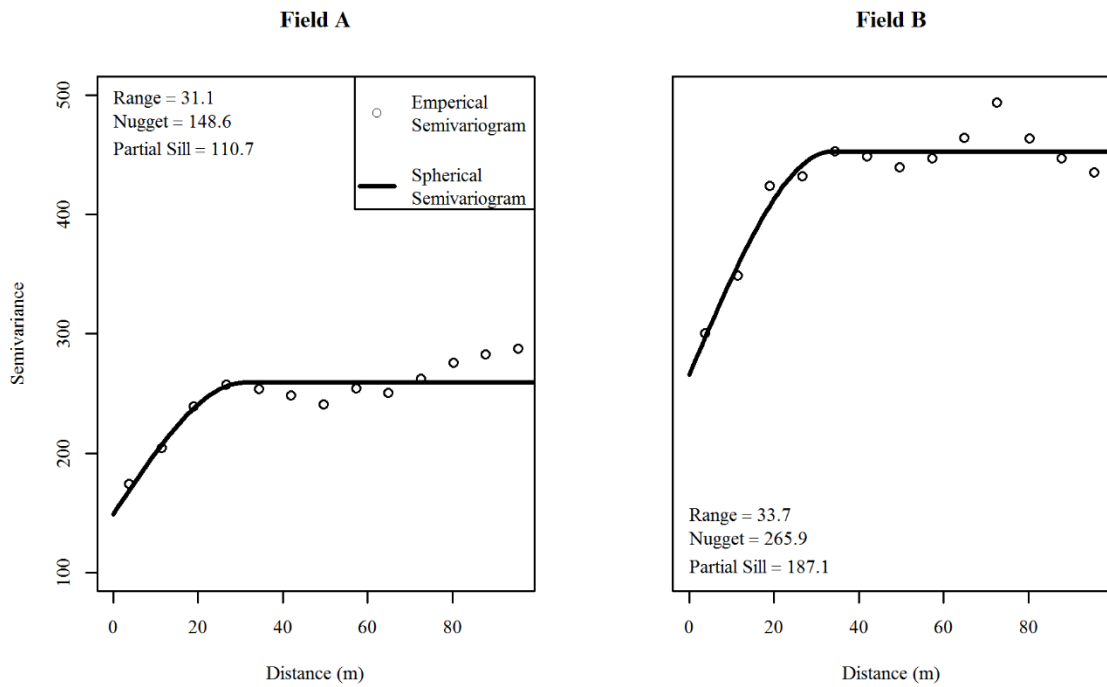 Field A
Field B
Range = 31.1
Nugget = 148.6
Partial Sill = 110.7
Emperical
Semivariogram
Spherical
Semivariogram
Range = 33.7
Nugget = 265.9
Partial Sill = 187.1
Semivariance
500
400
300
200
100
0 20 40 60 80
0 20 40 60 80
Distance (m)
Distance (m)